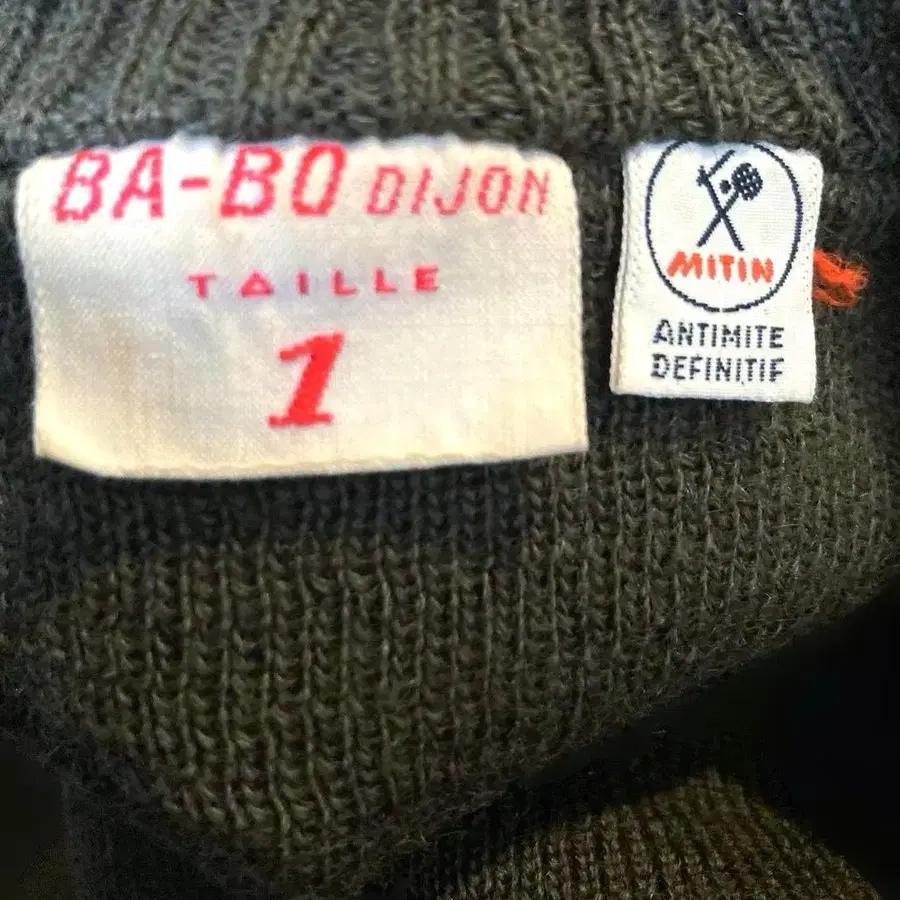 BA-BO DIJON
TAILLE
1
MITIN
ANTIMITE
DEFINITIF